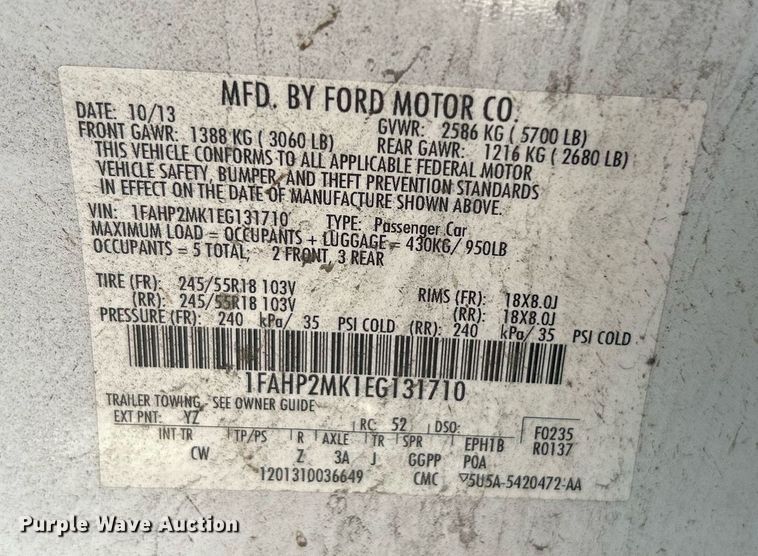 MFD. BY FORD MOTOR CO.
DATE: 10/13 GVWR: 2586 KG ( 5700 LB)
FRONT GAWR: 1388 KG ( 3060 LB) REAR GAWR: 1216 KG ( 2680 LB)
THIS VEHICLE CONFORMS TO ALL APPLICABLE FEDERAL MOTOR
VEHICLE SAFETY, BUMPER, AND THEFT PREVENTION STANDARDS
IN EFFECT ON THE DATE OF MANUFACTURE SHOWN ABOVE.
VIN: 1FAHP2MK1EG131710 TYPE: Passenger Car
MAXIMUM LOAD = OCCUPANTS + LUGGAGE = 430KG/ 950LB
OCCUPANTS = 5 TOTAL; 2 FRONT, 3 REAR
TIRE (FR): 245/55R18 103V RIMS (FR): 18X8.0J
(RR): 245/55R18 103V (RR): 18X8.0J
PRESSURE (FR): 240 kPa/ 35 PSI COLD (RR): 240 kPa/ 35 PSI COLD
1FAHP2MK1EG131710
TRAILER TOWING - SEE OWNER GUIDE
EXT PNT: YZ RC: 52 DSO: F0235
INT TR TP/PS R AXLE TR SPR EPH1B R0137
CW Z 3A J GGPP POA
1201310036649 CMC ▽5U5A-5420472-AA
Purple Wave Auction